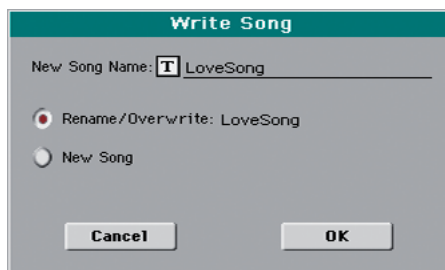 Write Song
New Song Name: T LoveSong
Rename/Overwrite: LoveSong
New Song
Cancel OK